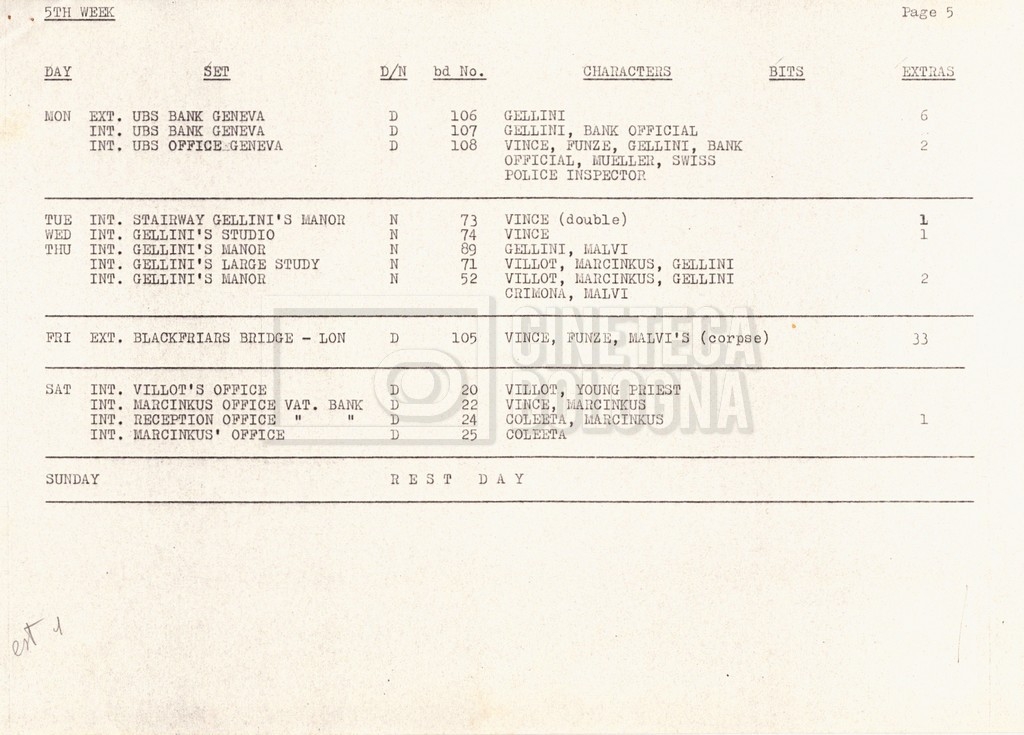 5TH WEEK Page 5
DAY SET D/N bd No. CHARACTERS BITS EXTRAS
MON EXT. UBS BANK GENEVA D 106 GELLINI 6
INT. UBS BANK GENEVA D 107 GELLINI, BANK OFFICIAL
INT. UBS OFFICE GENEVA D 108 VINCE, FUNZE, GELLINI, BANK 2
OFFICIAL, MUELLER, SWISS
POLICE INSPECTOR
TUE INT. STAIRWAY GELLINI'S MANOR N 73 VINCE (double) 1
WED INT. GELLINI'S STUDIO N 74 VINCE 1
THU INT. GELLINI'S MANOR N 89 GELLINI, MALVI
INT. GELLINI'S LARGE STUDY N 71 VILLOT, MARCINKUS, GELLINI
INT. GELLINI'S MANOR N 52 VILLOT, MARCINKUS, GELLINI 2
CRIMONA, MALVI
FRI EXT. BLACKFRIARS BRIDGE - LON D 105 VINCE, FUNZE, MALVI'S (corpse) 33
SAT INT. VILLOT'S OFFICE D 20 VILLOT, YOUNG PRIEST
INT. MARCINKUS OFFICE VAT. BANK D 22 VINCE, MARCINKUS
INT. RECEPTION OFFICE " " D 24 COLEETA, MARCINKUS 1
INT. MARCINKUS' OFFICE D 25 COLEETA
SUNDAY R E S T D A Y
est 1
CINETECA
BOLOGNA